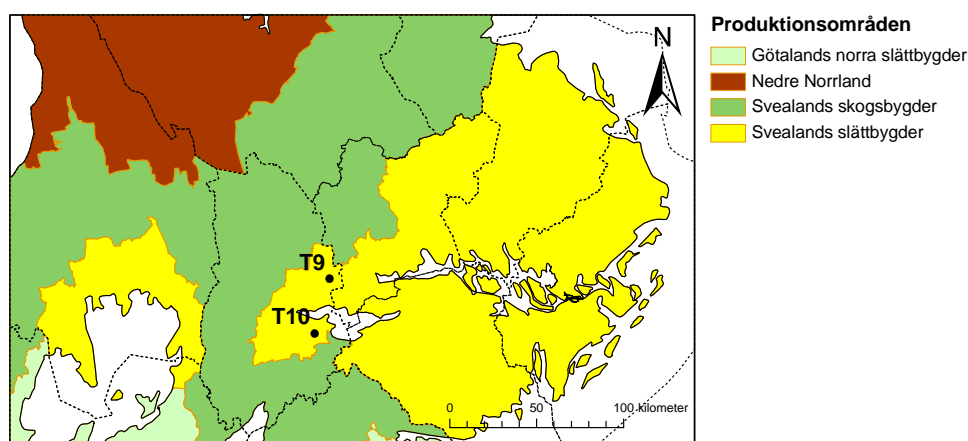 Produktionsområden
Götalands norra slättbygder
Nedre Norrland
Svealands skogsbygder
Svealands slättbygder
N
T9
T10
0 50 100 kilometer